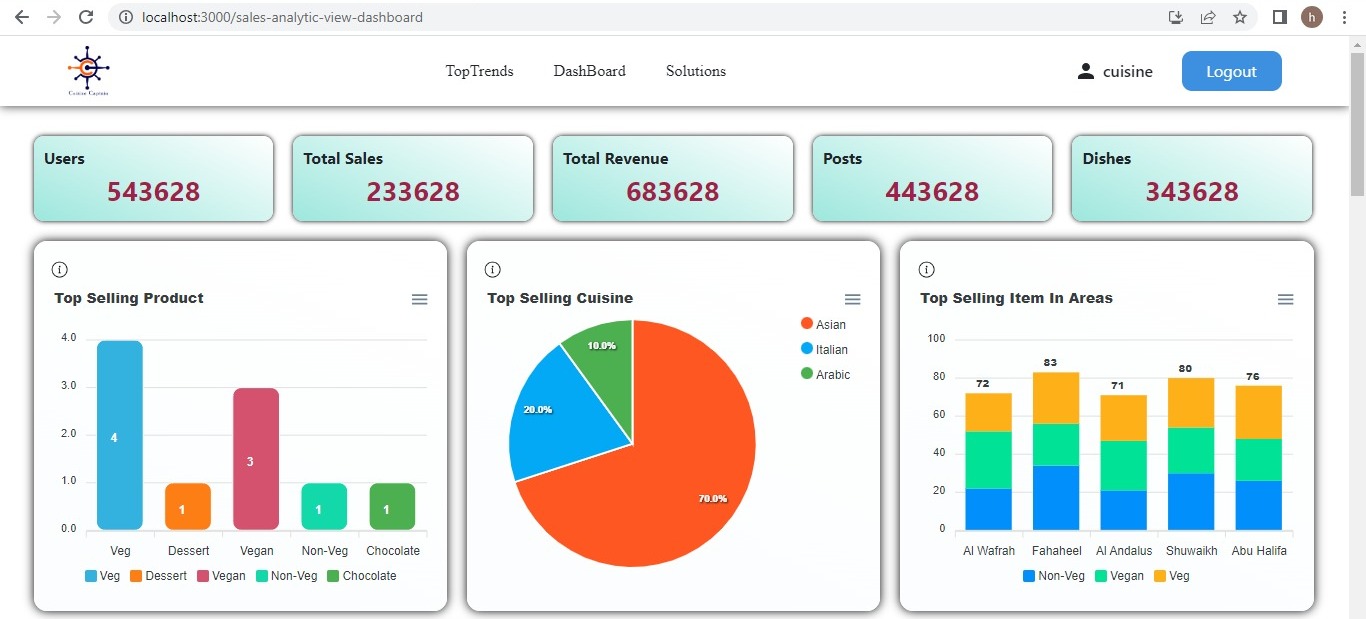 localhost:3000/sales-analytic-view-dashboard
h
Cuisine Captain
TopTrends DashBoard Solutions
cuisine Logout
Users Total Sales Total Revenue Posts Dishes
543628 233628 683628 443628 343628
Top Selling Product
4.0
3.0
2.0
1.0
0.0
4 1 3 1 1
Veg Dessert Vegan Non-Veg Chocolate
Veg Dessert Vegan Non-Veg Chocolate
Top Selling Cuisine
Asian
Italian
Arabic
10.0%
20.0%
70.0%
Top Selling Item In Areas
100
80
60
40
20
0
72 83 71 80 76
Al Wafrah Fahaheel Al Andalus Shuwaikh Abu Halifa
Non-Veg Vegan Veg